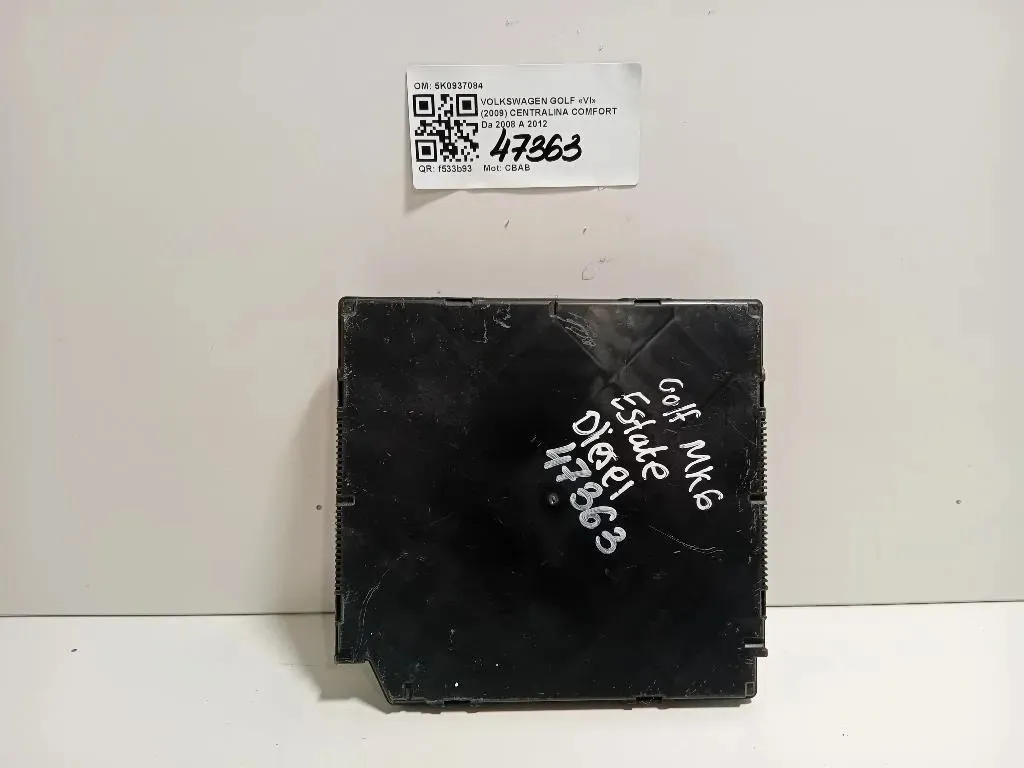 OM: 5K0937084
VOLKSWAGEN GOLF «VI»
(2009) CENTRALINA COMFORT
Da 2008 A 2012
47363
QR: f533b93 Mot: CBAB
Golf MK6
Estate
Diesel
47363